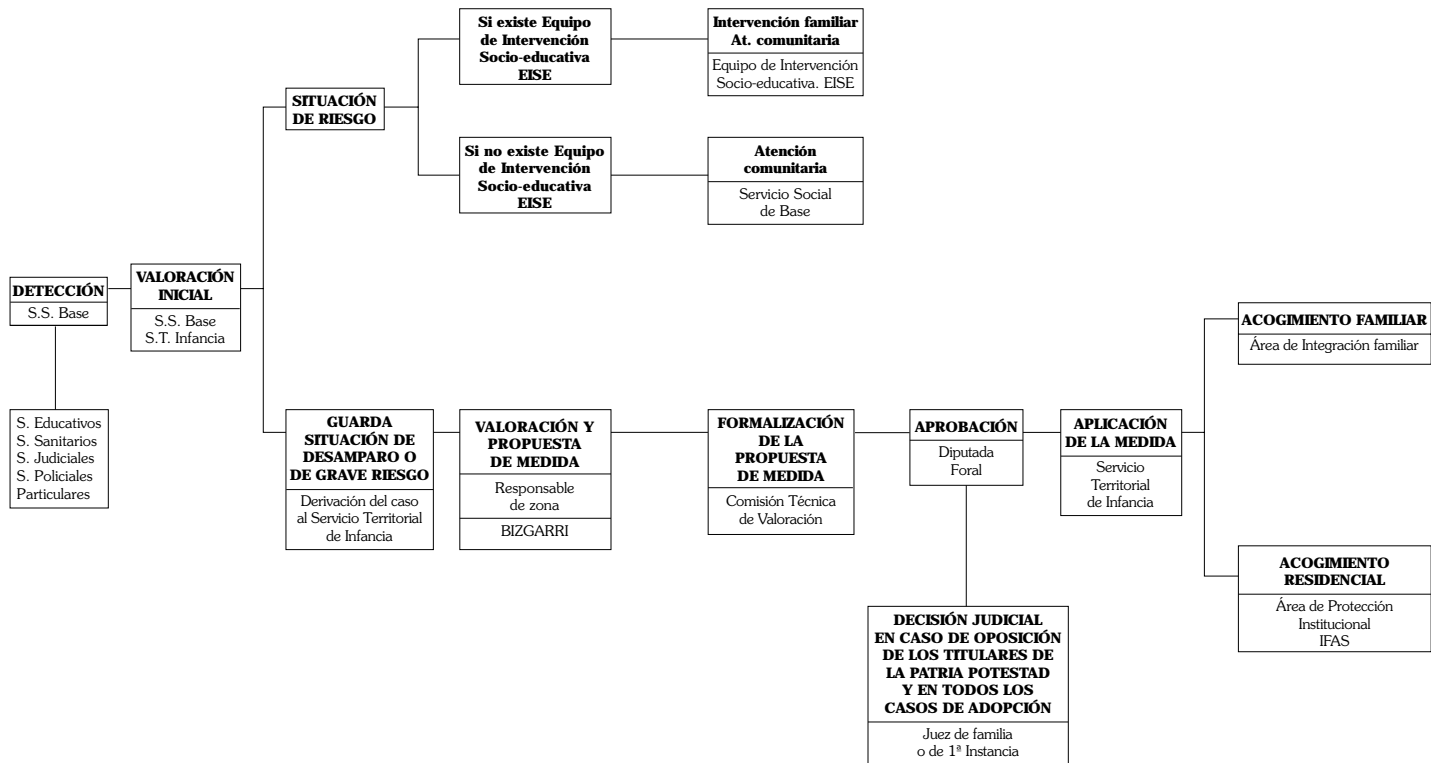 Si existe Equipo
de Intervención
Socio-educativa
EISE
Intervención familiar
At. comunitaria
Equipo de Intervención
Socio-educativa. EISE
SITUACIÓN
DE RIESGO
Si no existe Equipo
de Intervención
Socio-educativa
EISE
Atención
comunitaria
Servicio Social
de Base
DETECCIÓN
S.S. Base
VALORACIÓN
INICIAL
S.S. Base
S.T. Infancia
S. Educativos
S. Sanitarios
S. Judiciales
S. Policiales
Particulares
GUARDA
SITUACIÓN DE
DESAMPARO O
DE GRAVE RIESGO
Derivación del caso
al Servicio Territorial
de Infancia
VALORACIÓN Y
PROPUESTA
DE MEDIDA
Responsable
de zona
BIZGARRI
FORMALIZACIÓN
DE LA
PROPUESTA
DE MEDIDA
Comisión Técnica
de Valoración
APROBACIÓN
Diputada
Foral
APLICACIÓN
DE LA MEDIDA
Servicio
Territorial
de Infancia
ACOGIMIENTO FAMILIAR
Área de Integración familiar
ACOGIMIENTO
RESIDENCIAL
Área de Protección
Institucional
IFAS
DECISIÓN JUDICIAL
EN CASO DE OPOSICIÓN
DE LOS TITULARES DE
LA PATRIA POTESTAD
Y EN TODOS LOS
CASOS DE ADOPCIÓN
Juez de familia
o de 1ª Instancia